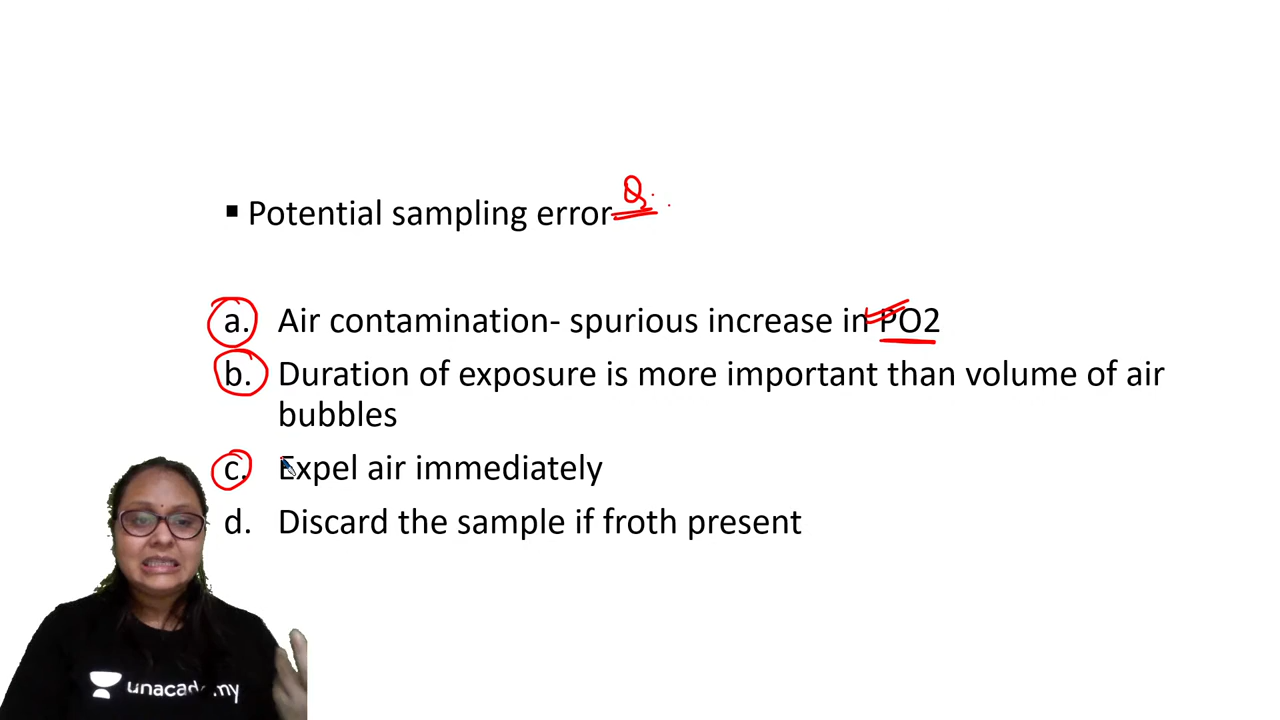 ▪ Potential sampling error Q
a. Air contamination- spurious increase in PO2
b. Duration of exposure is more important than volume of air
bubbles
c. Expel air immediately
d. Discard the sample if froth present
unacademy